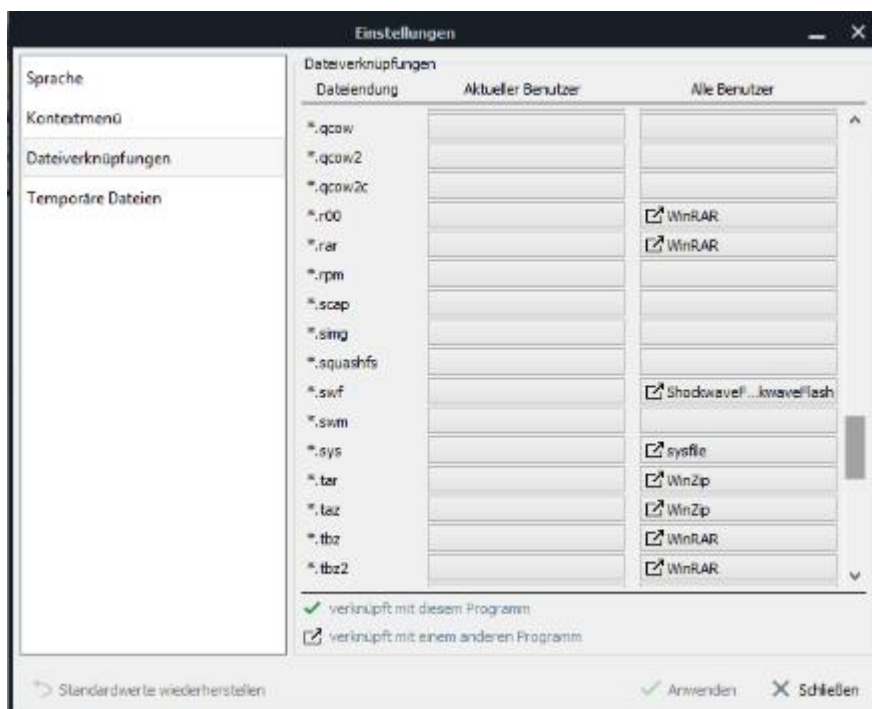 Einstellungen
Sprache
Kontextmenü
Dateiverknüpfungen
Temporäre Dateien
Dateiverknüpfungen
Dateiendung Aktueller Benutzer Alle Benutzer
*.qcow
*.qcow2
*.qcow2c
*.r00 WinRAR
*.rar WinRAR
*.rpm
*.scap
*.simg
*.squashfs
*.swf ShockwaveF...kwaveFlash
*.swm
*.sys sysfile
*.tar WinZip
*.taz WinZip
*.tbz WinRAR
*.tbz2 WinRAR
verknüpft mit diesem Programm
verknüpft mit einem anderen Programm
Standardwerte wiederherstellen Anwenden Schließen